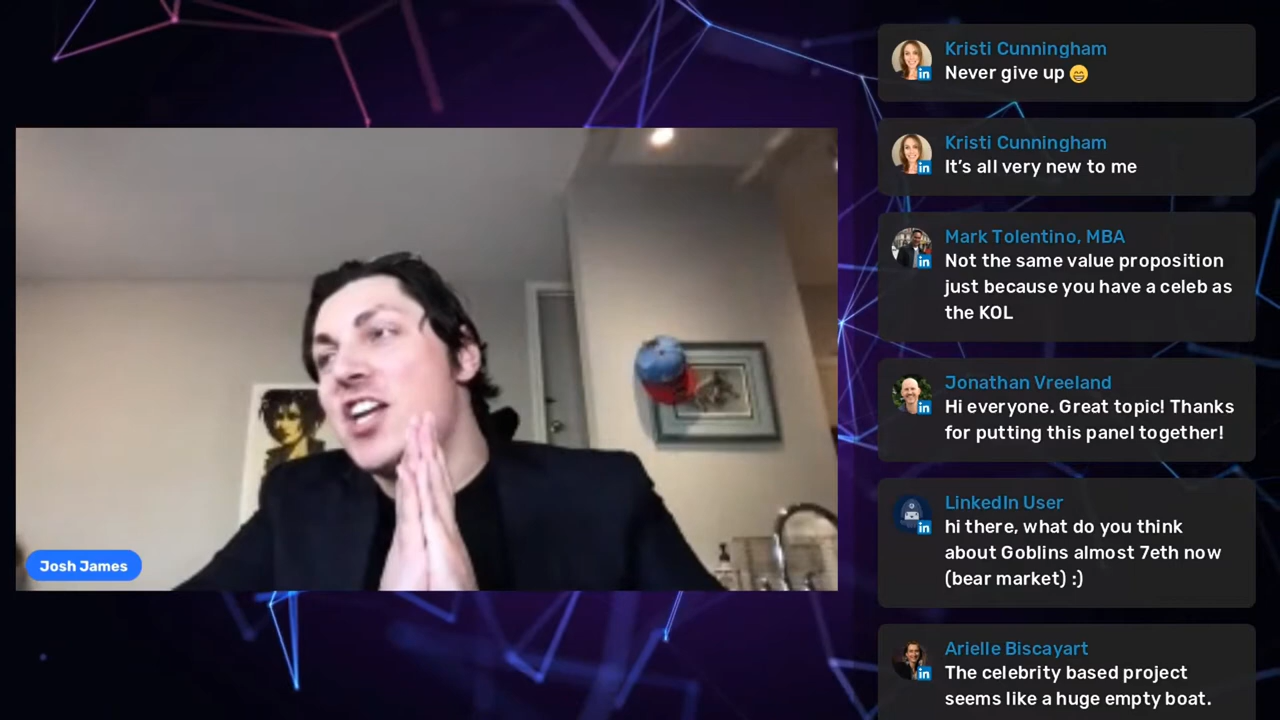 Josh James
Kristi Cunningham
Never give up 😁
Kristi Cunningham
It's all very new to me
Mark Tolentino, MBA
Not the same value proposition
just because you have a celeb as
the KOL
Jonathan Vreeland
Hi everyone. Great topic! Thanks
for putting this panel together!
LinkedIn User
hi there, what do you think
about Goblins almost 7eth now
(bear market) :)
Arielle Biscayart
The celebrity based project
seems like a huge empty boat.